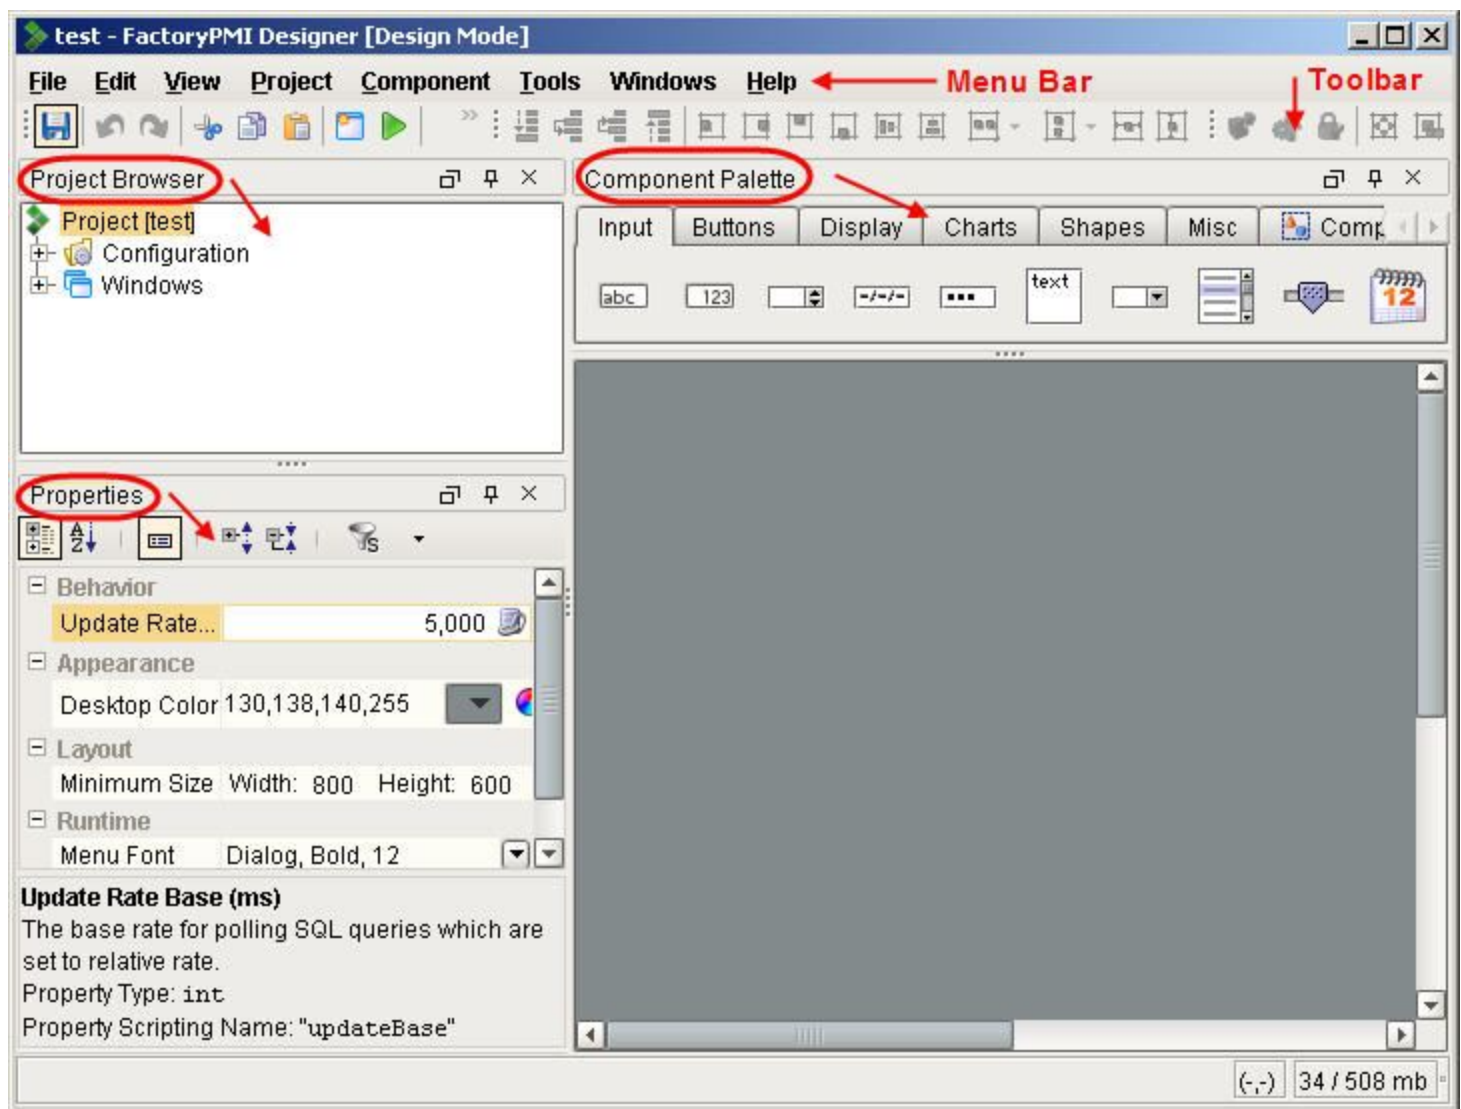 test - FactoryPMI Designer [Design Mode]
File Edit View Project Component Tools Windows Help Menu Bar Toolbar
Project Browser
Project [test]
Configuration
Windows
Component Palette
Input Buttons Display Charts Shapes Misc Comp
abc 123 -/-/- text 12
Properties
A
Z
S
Behavior
Update Rate... 5,000
Appearance
Desktop Color 130,138,140,255
Layout
Minimum Size Width: 800 Height: 600
Runtime
Menu Font Dialog, Bold, 12
Update Rate Base (ms)
The base rate for polling SQL queries which are
set to relative rate.
Property Type: int
Property Scripting Name: "updateBase"
(-,-) 34 / 508 mb